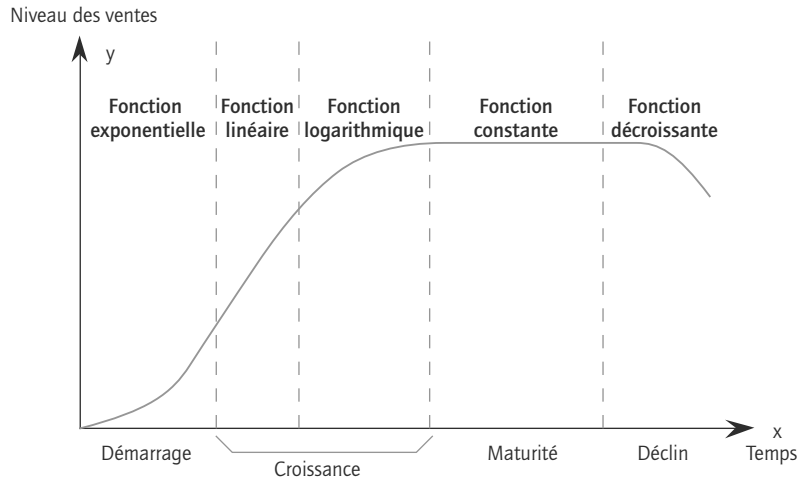 Niveau des ventes
y
Fonction
exponentielle
Fonction
linéaire
Fonction
logarithmique
Fonction
constante
Fonction
décroissante
x
Démarrage
Croissance
Maturité
Déclin
Temps